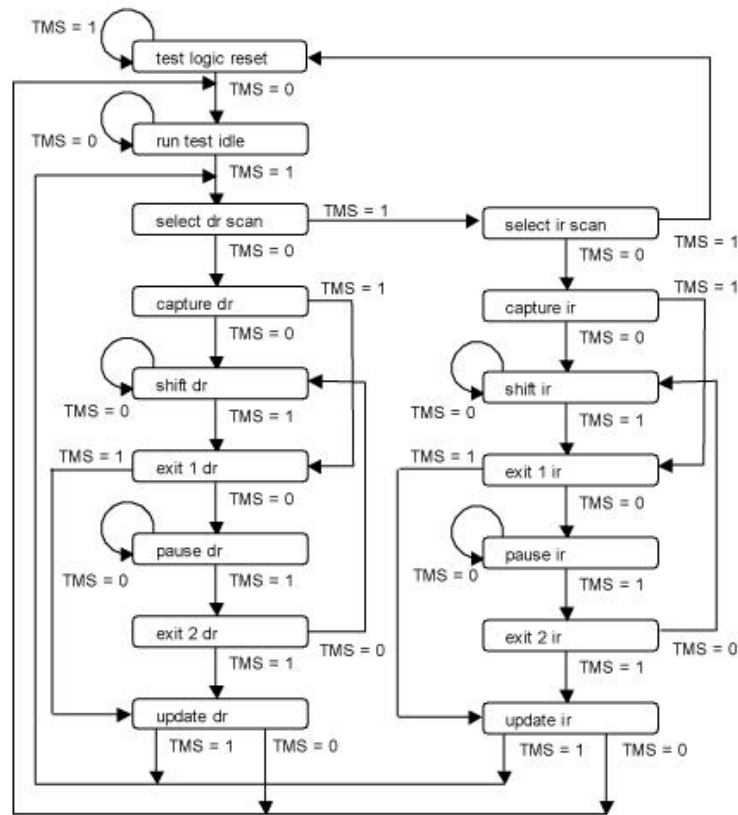 TMS = 1
test logic reset
TMS = 0
TMS = 0
run test idle
TMS = 1
select dr scan
TMS = 1
select ir scan
TMS = 1
TMS = 0
TMS = 0
capture dr
TMS = 1
capture ir
TMS = 1
TMS = 0
TMS = 0
shift dr
shift ir
TMS = 0
TMS = 1
TMS = 0
TMS = 1
TMS = 1
exit 1 dr
TMS = 1
exit 1 ir
TMS = 0
TMS = 0
pause dr
pause ir
TMS = 0
TMS = 1
TMS = 0
TMS = 1
exit 2 dr
TMS = 0
exit 2 ir
TMS = 0
TMS = 1
TMS = 1
update dr
update ir
TMS = 1
TMS = 0
TMS = 1
TMS = 0